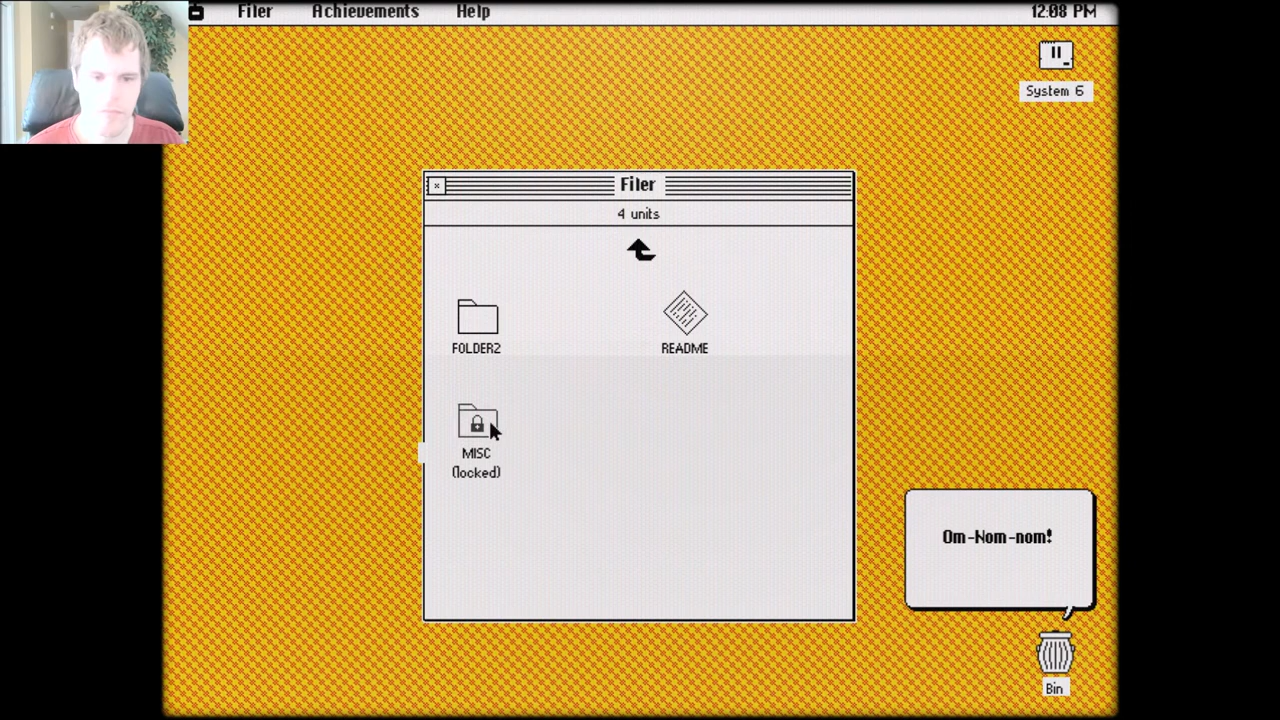 Filer Achievements Help 12:08 PM
System 6
Filer
4 units
FOLDER2 README
MISC
(locked)
Om-Nom-nom!
Bin